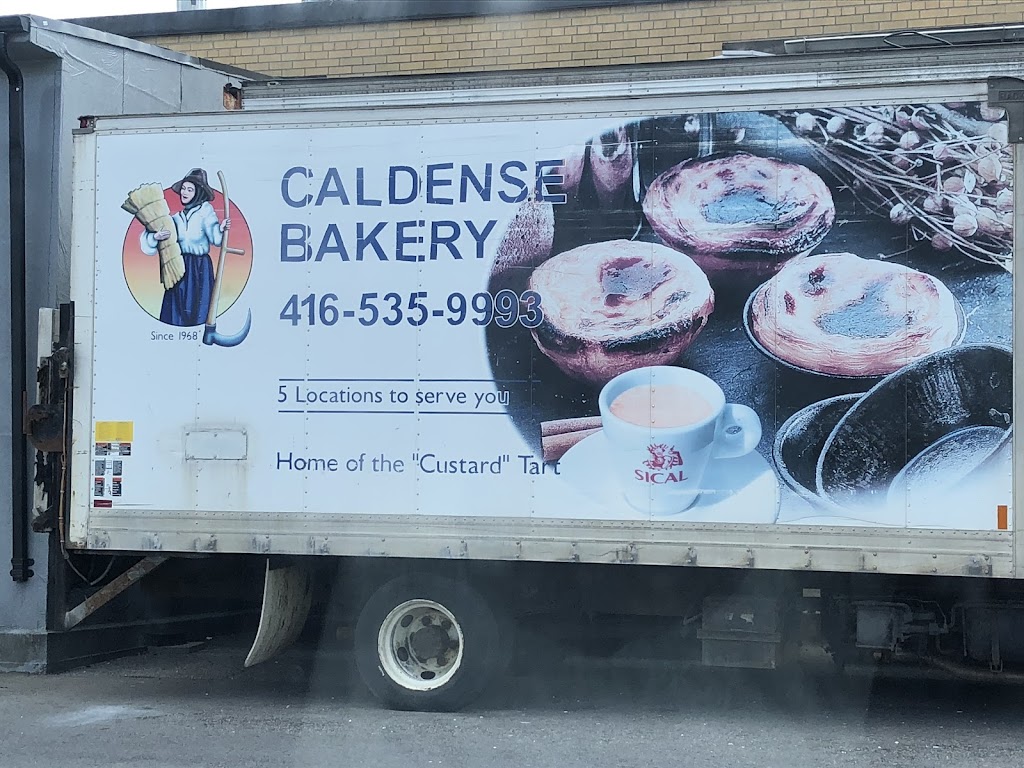 CALDENSE
BAKERY
416-535-9993
Since 1968
5 Locations to serve you
Home of the "Custard" Tart
SICAL